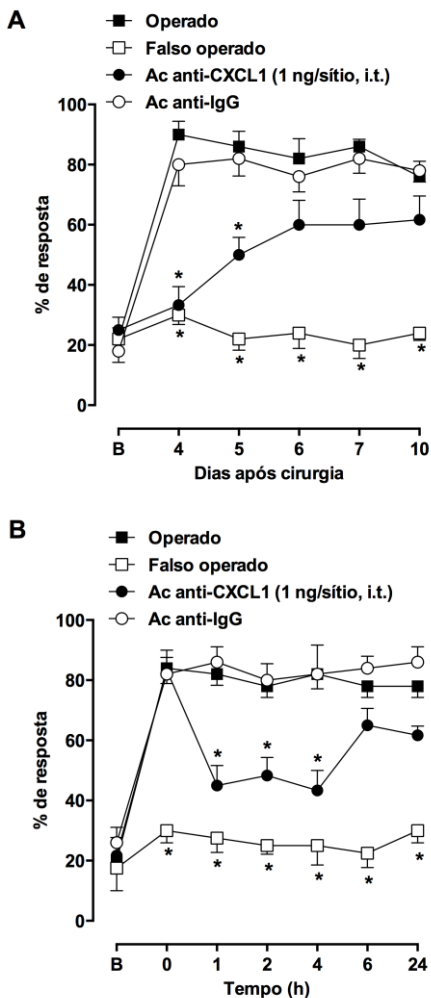 A
Operado
Falso operado
Ac anti-CXCL1 (1 ng/sítio, i.t.)
Ac anti-IgG
100
80
60
40
20
0
% de resposta
*
*
*
*
*
*
*
*
B
4
5
6
7
10
Dias após cirurgia
B
Operado
Falso operado
Ac anti-CXCL1 (1 ng/sítio, i.t.)
Ac anti-IgG
100
80
60
40
20
0
% de resposta
*
*
*
*
*
*
*
*
*
B
0
1
2
4
6
24
Tempo (h)